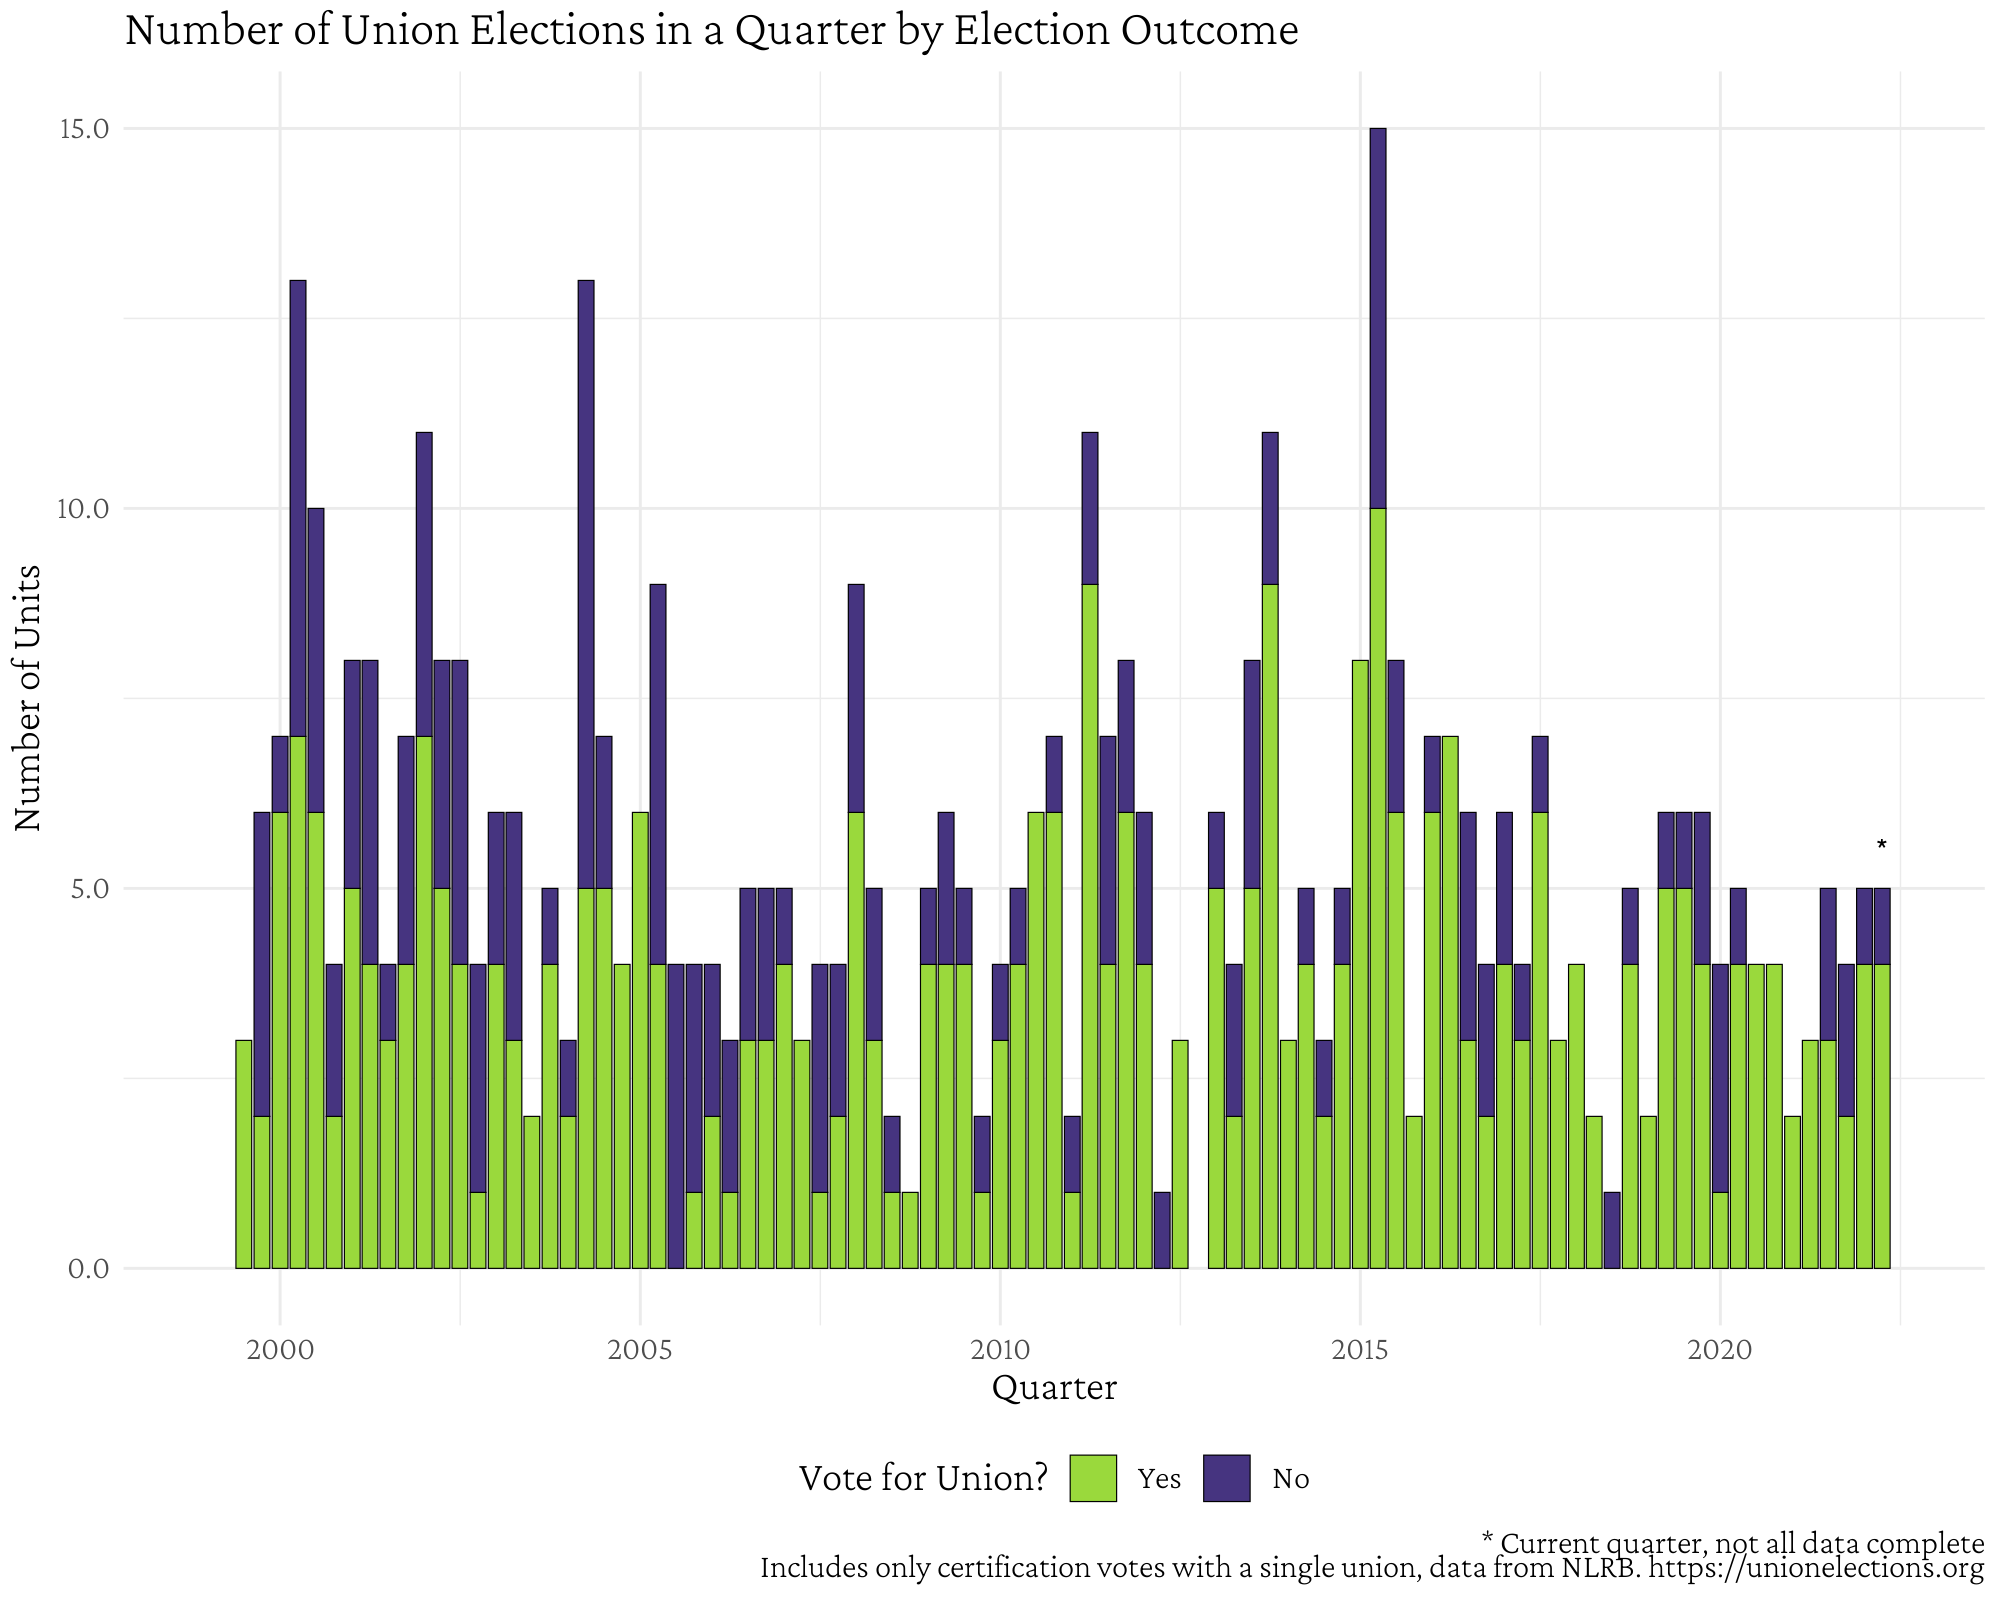 Number of Union Elections in a Quarter by Election Outcome
15.0
10.0
5.0
0.0
Number of Units
*
2000 2005 2010 2015 2020
Quarter
Vote for Union? Yes No
* Current quarter, not all data complete
Includes only certification votes with a single union, data from NLRB. https://unionelections.org